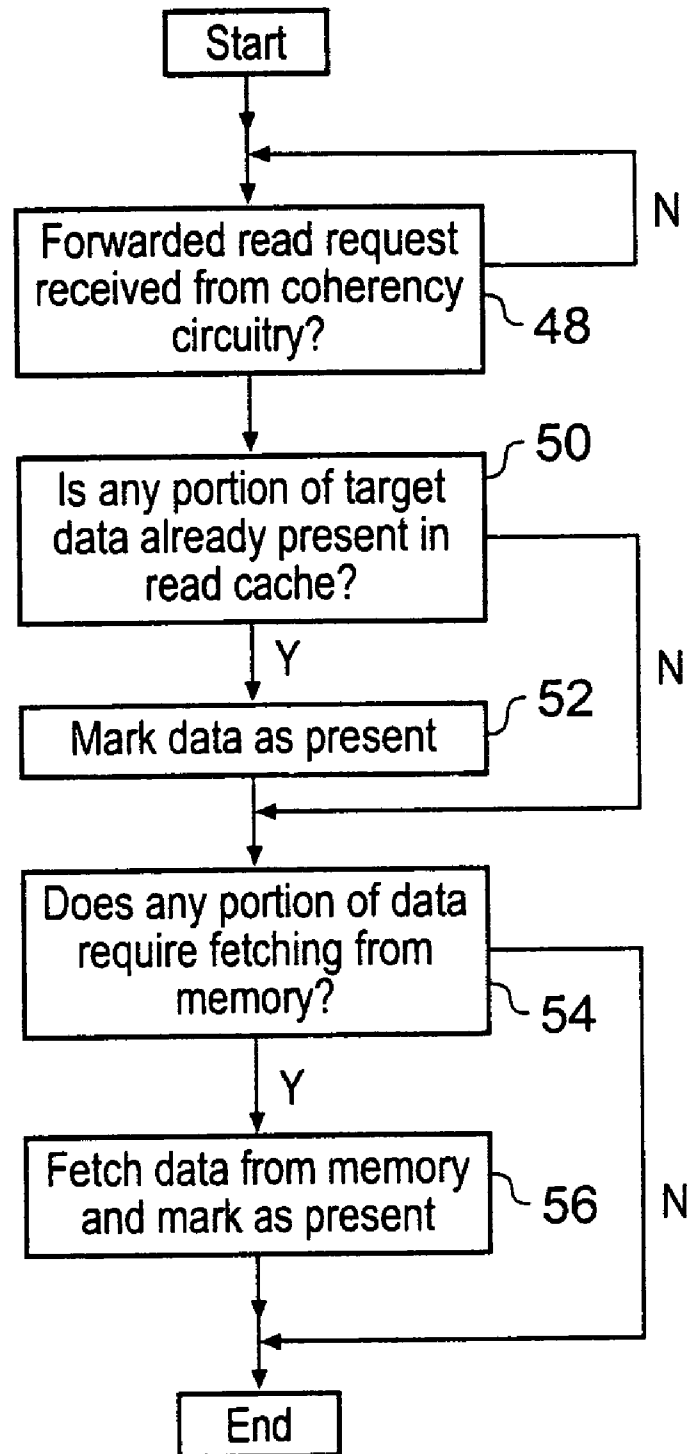 Start
N
Forwarded read request
received from coherency
circuitry?
48
50
Is any portion of target
data already present in
read cache?
Y
N
52
Mark data as present
Does any portion of data
require fetching from
memory?
54
Y
Fetch data from memory
and mark as present
56
N
End